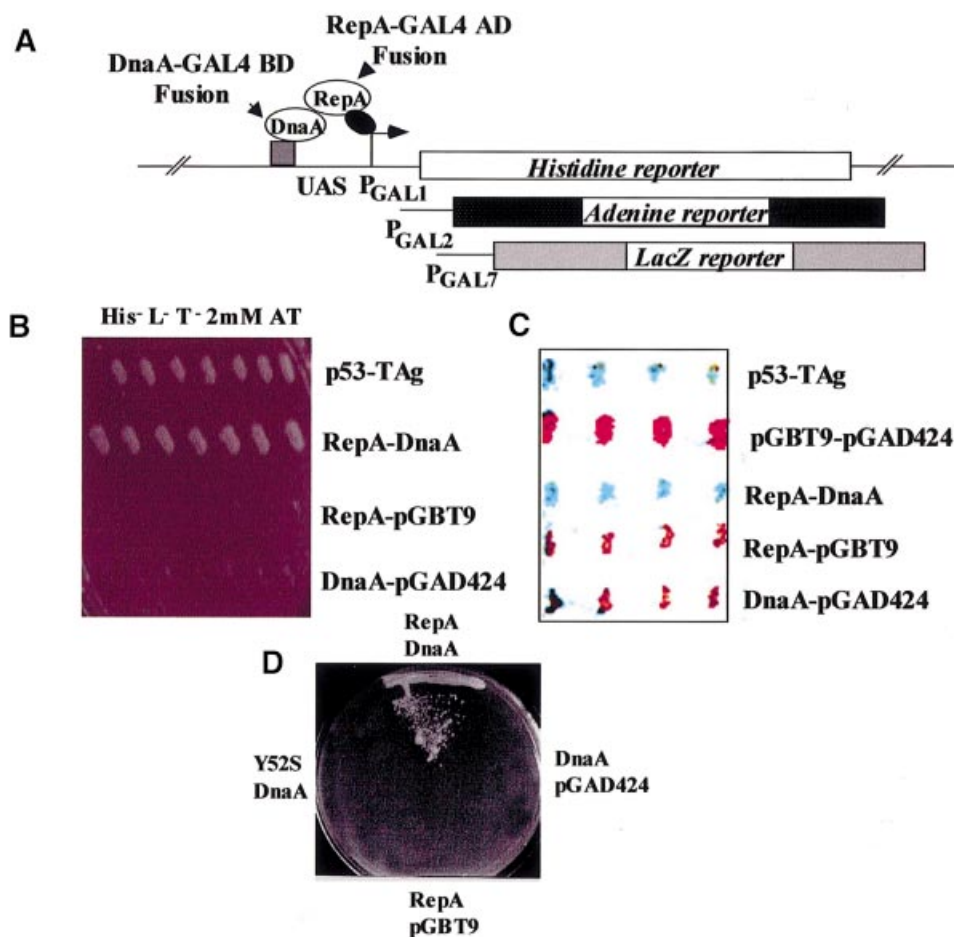 A
RepA-GAL4 AD
Fusion
DnaA-GAL4 BD
Fusion
RepA
DnaA
UAS
PGAL1
Histidine reporter
PGAL2
Adenine reporter
PGAL7
LacZ reporter
B
His- L- T- 2mM AT
p53-TAg
RepA-DnaA
RepA-pGBT9
DnaA-pGAD424
C
p53-TAg
pGBT9-pGAD424
RepA-DnaA
RepA-pGBT9
DnaA-pGAD424
D
RepA
DnaA
Y52S
DnaA
DnaA
pGAD424
RepA
pGBT9